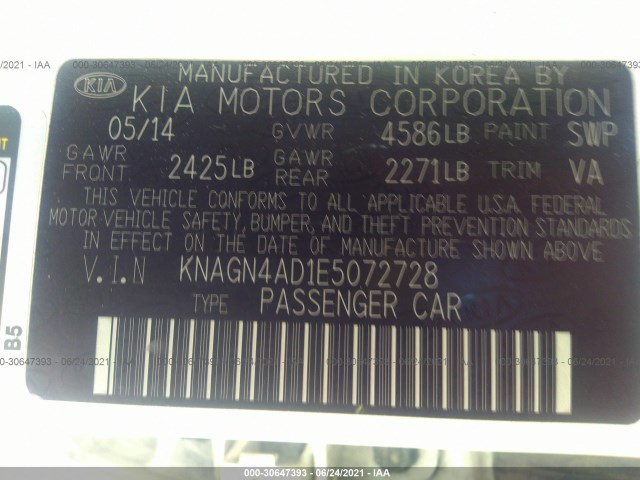 000-30647393 - 06/24/2021 - IAA
KIA
MANUFACTURED IN KOREA BY
KIA MOTORS CORPORATION
05/14 GVWR 4586LB PAINT SWP
GAWR FRONT 2425LB GAWR REAR 2271LB TRIM VA
THIS VEHICLE CONFORMS TO ALL APPLICABLE U.S.A. FEDERAL
MOTOR VEHICLE SAFETY, BUMPER, AND THEFT PREVENTION STANDARDS
IN EFFECT ON THE DATE OF MANUFACTURE SHOWN ABOVE
V.I.N KNAGN4AD1E5072728
TYPE PASSENGER CAR
B5
000-30647393 - 06/24/2021 - IAA
000-30647393 - 06/24/2021 - IAA